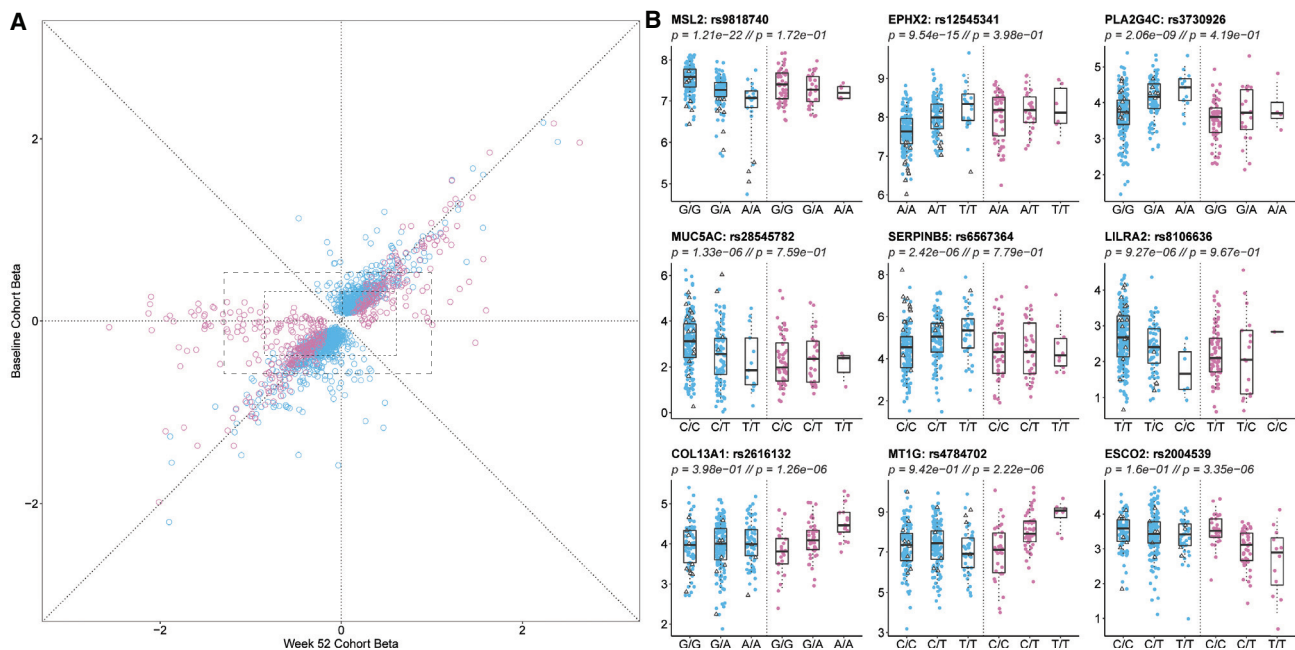 A
Baseline Cohort Beta
2
0
−2
−2
0
2
Week 52 Cohort Beta
B
MSL2: rs9818740
p = 1.21e−22 // p = 1.72e−01
8
7
6
5
G/G G/A A/A G/G G/A A/A
EPHX2: rs12545341
p = 9.54e−15 // p = 3.98e−01
9
8
7
6
A/A A/T T/T A/A A/T T/T
PLA2G4C: rs3730926
p = 2.06e−09 // p = 4.19e−01
5
4
3
2
1
G/G G/A A/A G/G G/A A/A
MUC5AC: rs28545782
p = 1.33e−06 // p = 7.59e−01
6
4
2
0
C/C C/T T/T C/C C/T T/T
SERPINB5: rs6567364
p = 2.42e−06 // p = 7.79e−01
8
6
4
2
C/C C/T T/T C/C C/T T/T
LILRA2: rs8106636
p = 9.27e−06 // p = 9.67e−01
5
4
3
2
1
T/T T/C C/C T/T T/C C/C
COL13A1: rs2616132
p = 3.98e−01 // p = 1.26e−06
5
4
3
2
G/G G/A A/A G/G G/A A/A
MT1G: rs4784702
p = 9.42e−01 // p = 2.22e−06
11
9
7
5
3
C/C C/T T/T C/C C/T T/T
ESCO2: rs2004539
p = 1.6e−01 // p = 3.35e−06
4
3
2
1
C/C C/T T/T C/C C/T T/T